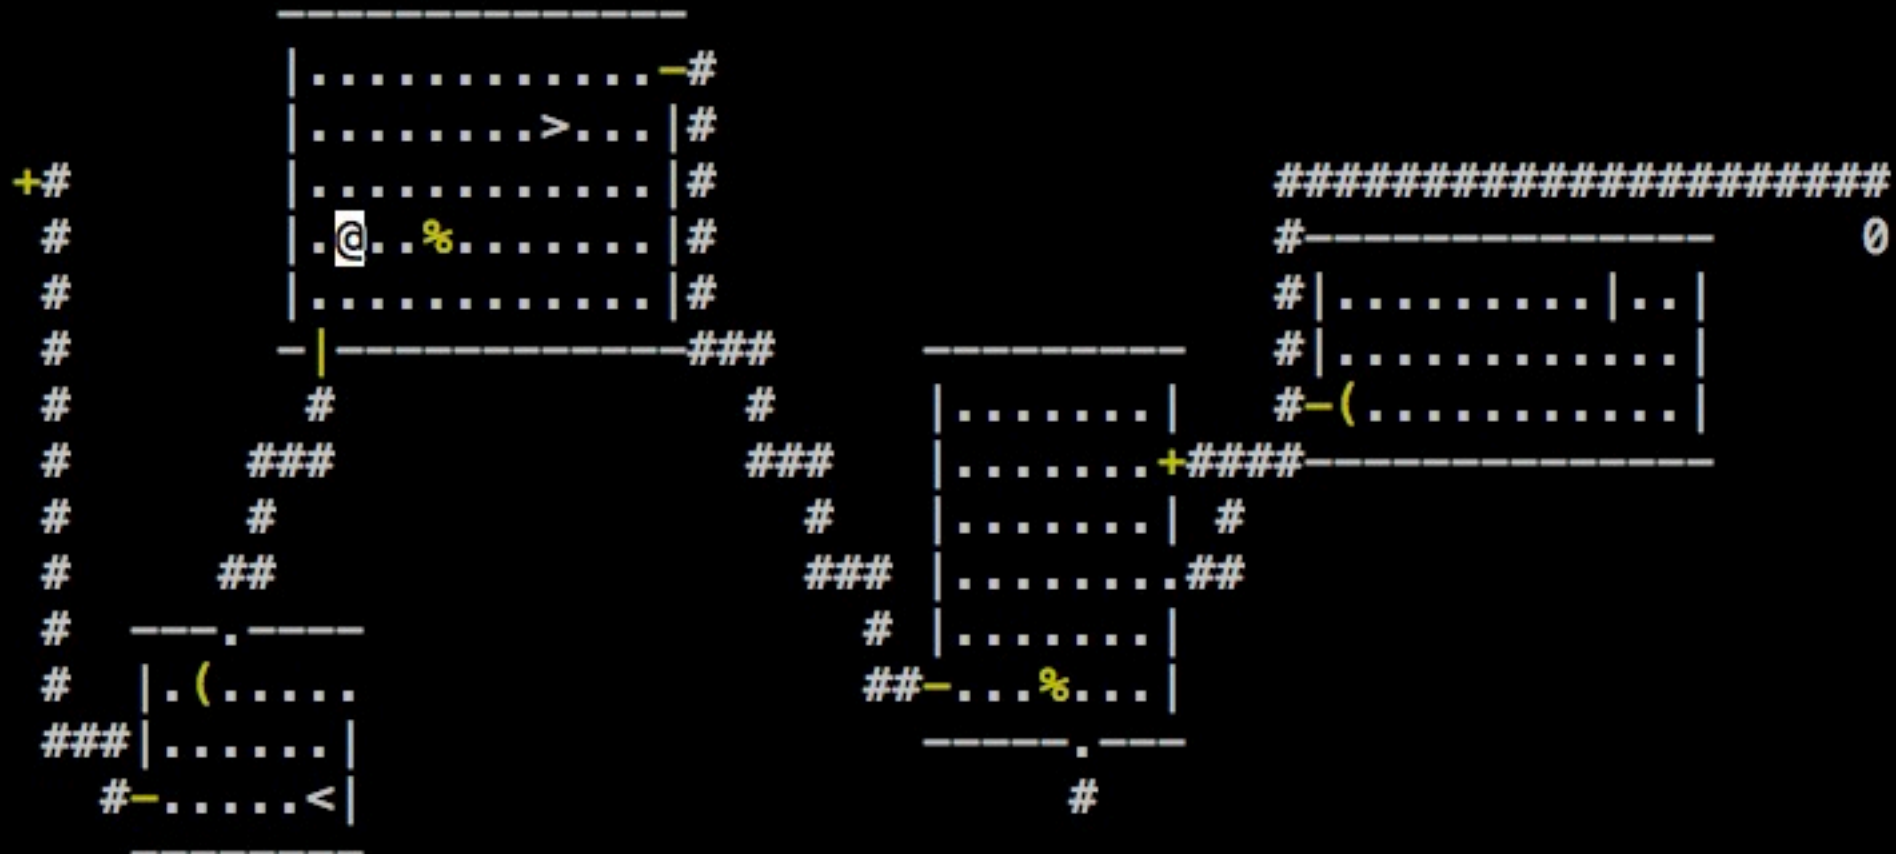 --------------
         |............-#
         |........>...|#
+#       |............|#                   #####################
 #       |.@..%.......|#                   #--------------     0
 #       |............|#                   #|.........|..|
 #       -|------------###     ---------   #|............|
 #        #              #     |.......|   #-(...........|
 #      ###              ###   |.......+####--------------
 #      #                  #   |.......| #
 #     ##                  ### |........##
 #  ---.----                 # |.......|
 #  |.(.....                 ##-...%...|
 ###|......|                   -----.---
   #-.....<|                        #
    --------